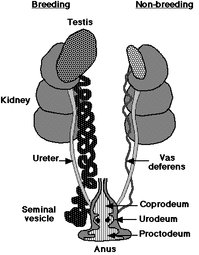 Breeding Non-breeding
Testis
Kidney
Ureter
Vas
deferens
Seminal
vesicle
Coprodeum
Urodeum
Proctodeum
Anus